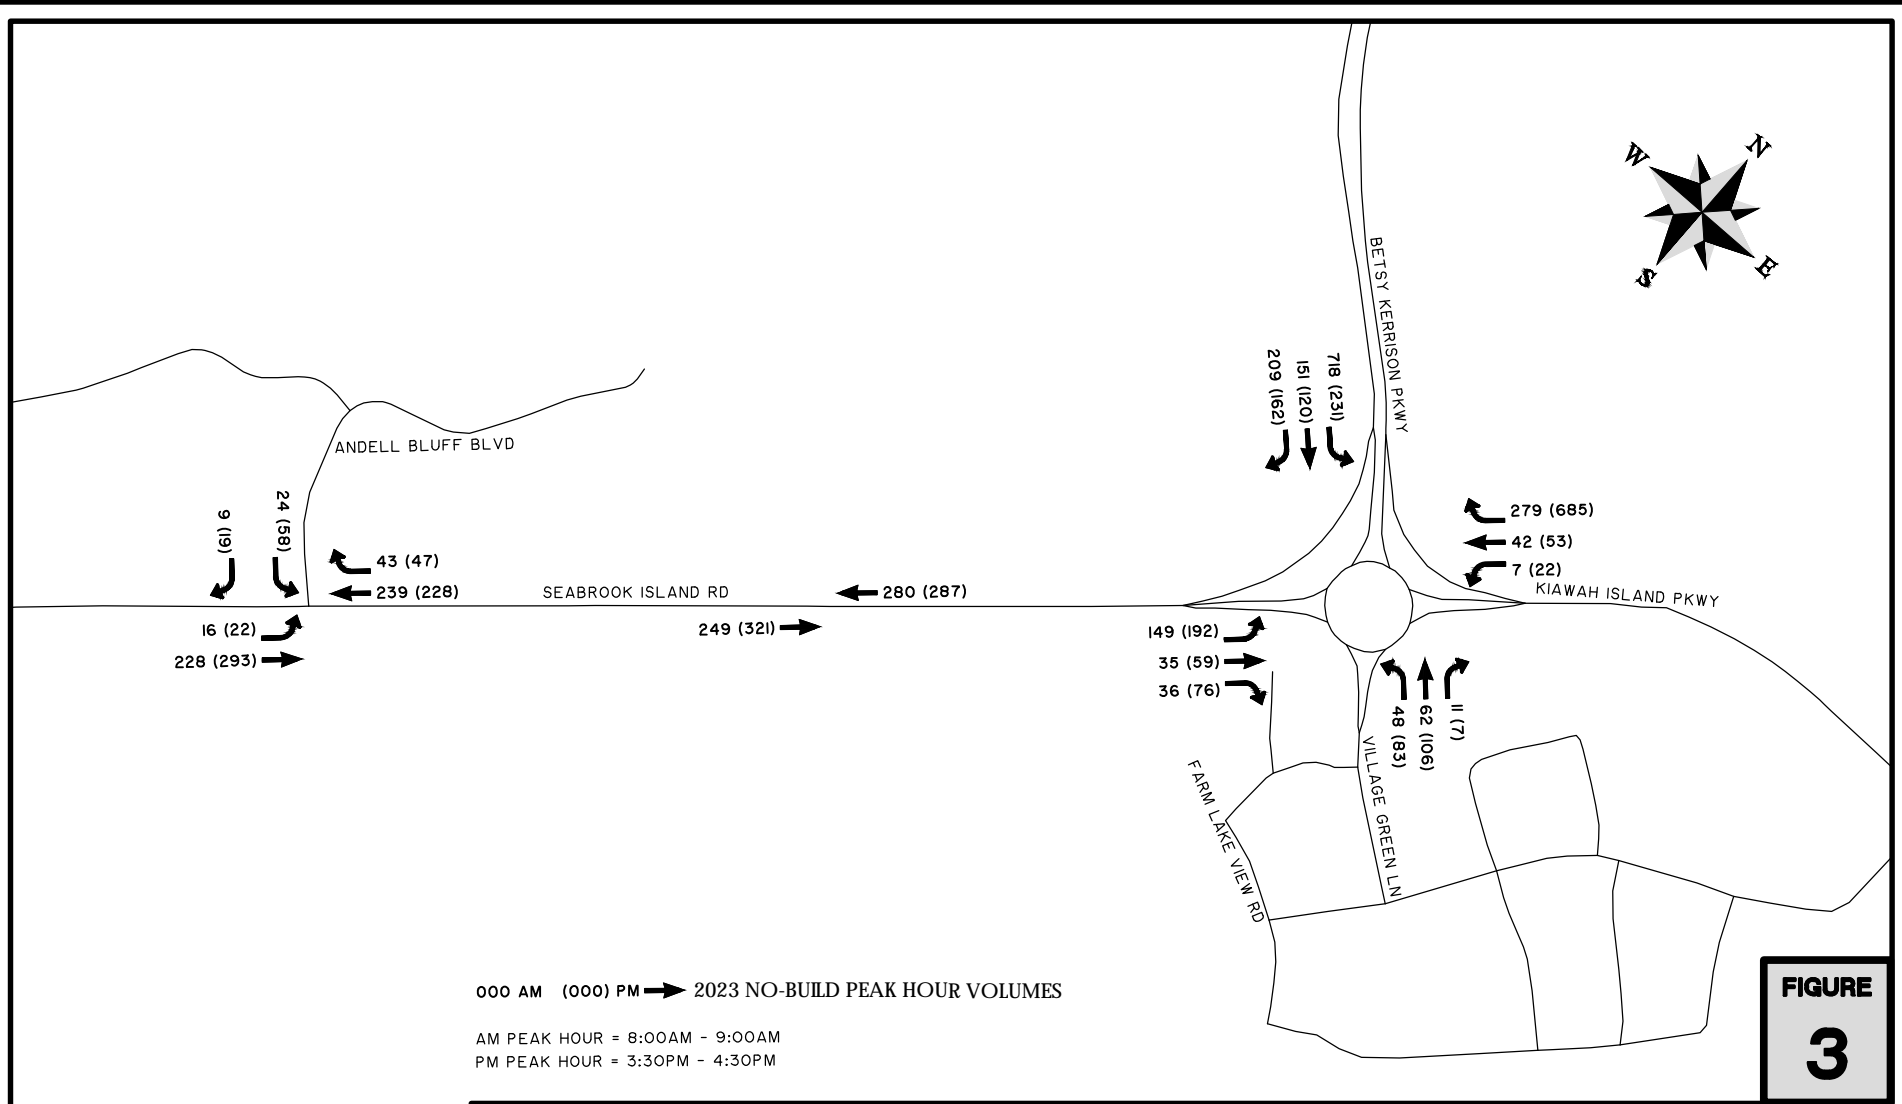 W
N
S
E
BETSY KERRISON PKWY
209 (162)
151 (120)
718 (231)
ANDELL BLUFF BLVD
9 (19)
24 (58)
43 (47)
239 (228)
SEABROOK ISLAND RD
280 (287)
279 (685)
42 (53)
7 (22)
KIAWAH ISLAND PKWY
16 (22)
228 (293)
249 (321)
149 (192)
35 (59)
36 (76)
48 (83)
62 (106)
11 (7)
VILLAGE GREEN LN
FARM LAKE VIEW RD
000 AM (000) PM 2023 NO-BUILD PEAK HOUR VOLUMES
AM PEAK HOUR = 8:00AM - 9:00AM
PM PEAK HOUR = 3:30PM - 4:30PM
FIGURE
3